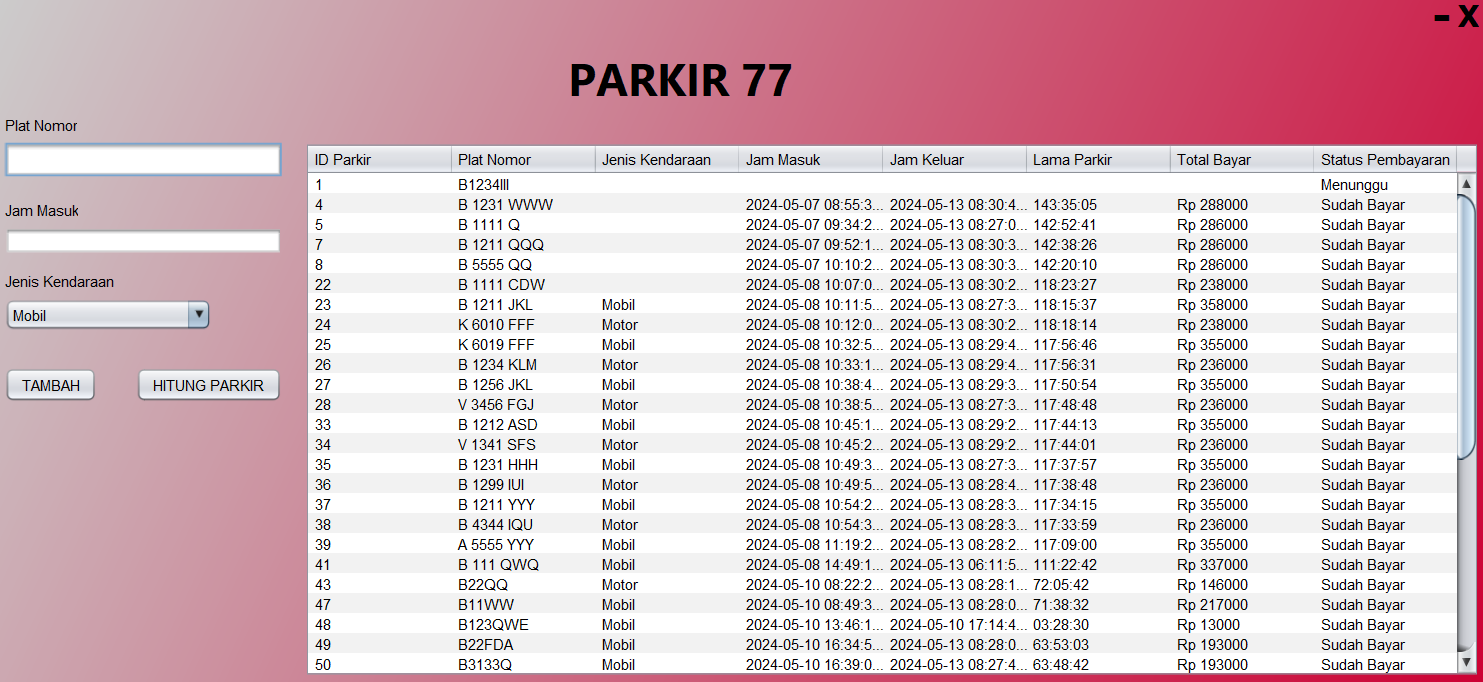 - X
PARKIR 77
Plat Nomor
Jam Masuk
Jenis Kendaraan
Mobil
TAMBAH HITUNG PARKIR
ID Parkir Plat Nomor Jenis Kendaraan Jam Masuk Jam Keluar Lama Parkir Total Bayar Status Pembayaran
1 B1234lll Menunggu
4 B 1231 WWW 2024-05-07 08:55:3... 2024-05-13 08:30:4... 143:35:05 Rp 288000 Sudah Bayar
5 B 1111 Q 2024-05-07 09:34:2... 2024-05-13 08:27:0... 142:52:41 Rp 286000 Sudah Bayar
7 B 1211 QQQ 2024-05-07 09:52:1... 2024-05-13 08:30:3... 142:38:26 Rp 286000 Sudah Bayar
8 B 5555 QQ 2024-05-07 10:10:2... 2024-05-13 08:30:3... 142:20:10 Rp 286000 Sudah Bayar
22 B 1111 CDW 2024-05-08 10:07:0... 2024-05-13 08:30:2... 118:23:27 Rp 238000 Sudah Bayar
23 B 1211 JKL Mobil 2024-05-08 10:11:5... 2024-05-13 08:27:3... 118:15:37 Rp 358000 Sudah Bayar
24 K 6010 FFF Motor 2024-05-08 10:12:0... 2024-05-13 08:30:2... 118:18:14 Rp 238000 Sudah Bayar
25 K 6019 FFF Mobil 2024-05-08 10:32:5... 2024-05-13 08:29:4... 117:56:46 Rp 355000 Sudah Bayar
26 B 1234 KLM Motor 2024-05-08 10:33:1... 2024-05-13 08:29:4... 117:56:31 Rp 236000 Sudah Bayar
27 B 1256 JKL Mobil 2024-05-08 10:38:4... 2024-05-13 08:29:3... 117:50:54 Rp 355000 Sudah Bayar
28 V 3456 FGJ Motor 2024-05-08 10:38:5... 2024-05-13 08:27:3... 117:48:48 Rp 236000 Sudah Bayar
33 B 1212 ASD Mobil 2024-05-08 10:45:1... 2024-05-13 08:29:2... 117:44:13 Rp 355000 Sudah Bayar
34 V 1341 SFS Motor 2024-05-08 10:45:2... 2024-05-13 08:29:2... 117:44:01 Rp 236000 Sudah Bayar
35 B 1231 HHH Mobil 2024-05-08 10:49:3... 2024-05-13 08:27:3... 117:37:57 Rp 355000 Sudah Bayar
36 B 1299 IUI Motor 2024-05-08 10:49:5... 2024-05-13 08:28:4... 117:38:48 Rp 236000 Sudah Bayar
37 B 1211 YYY Mobil 2024-05-08 10:54:2... 2024-05-13 08:28:3... 117:34:15 Rp 355000 Sudah Bayar
38 B 4344 IQU Motor 2024-05-08 10:54:3... 2024-05-13 08:28:3... 117:33:59 Rp 236000 Sudah Bayar
39 A 5555 YYY Mobil 2024-05-08 11:19:2... 2024-05-13 08:28:2... 117:09:00 Rp 355000 Sudah Bayar
41 B 111 QWQ Mobil 2024-05-08 14:49:1... 2024-05-13 06:11:5... 111:22:42 Rp 337000 Sudah Bayar
43 B22QQ Motor 2024-05-10 08:22:2... 2024-05-13 08:28:1... 72:05:42 Rp 146000 Sudah Bayar
47 B11WW Mobil 2024-05-10 08:49:3... 2024-05-13 08:28:0... 71:38:32 Rp 217000 Sudah Bayar
48 B123QWE Mobil 2024-05-10 13:46:1... 2024-05-10 17:14:4... 03:28:30 Rp 13000 Sudah Bayar
49 B22FDA Mobil 2024-05-10 16:34:5... 2024-05-13 08:28:0... 63:53:03 Rp 193000 Sudah Bayar
50 B3133Q Mobil 2024-05-10 16:39:0... 2024-05-13 08:27:4... 63:48:42 Rp 193000 Sudah Bayar